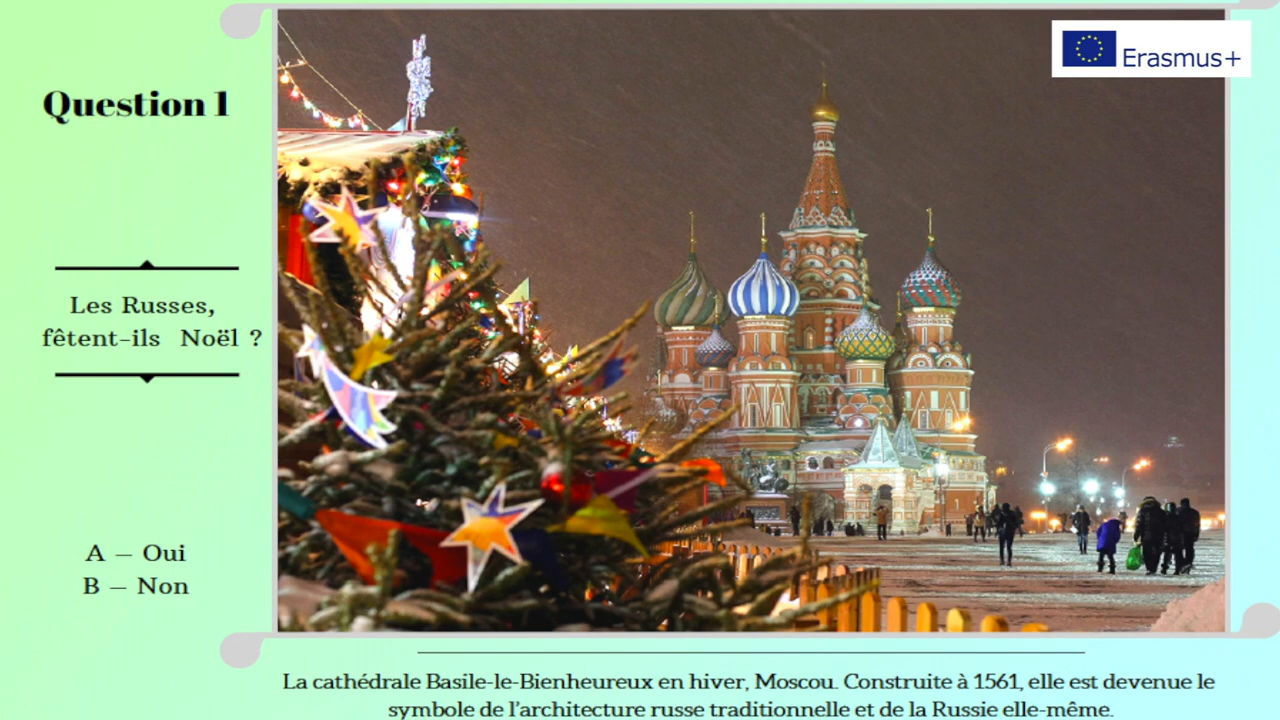 Erasmus+
Question 1
Les Russes,
fêtent-ils Noël ?
A – Oui
B – Non
La cathédrale Basile-le-Bienheureux en hiver, Moscou. Construite à 1561, elle est devenue le
symbole de l'architecture russe traditionnelle et de la Russie elle-même.